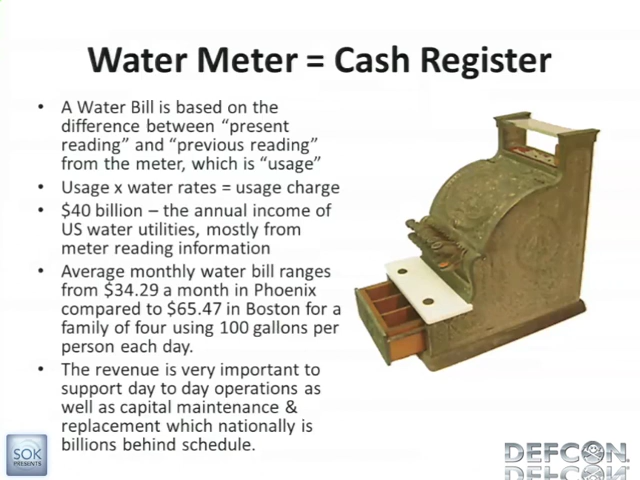 Water Meter = Cash Register
• A Water Bill is based on the
difference between “present
reading” and “previous reading”
from the meter, which is “usage”
• Usage x water rates = usage charge
• $40 billion – the annual income of
US water utilities, mostly from
meter reading information
• Average monthly water bill ranges
from $34.29 a month in Phoenix
compared to $65.47 in Boston for a
family of four using 100 gallons per
person each day.
• The revenue is very important to
support day to day operations as
well as capital maintenance &
replacement which nationally is
billions behind schedule.
SOK
PRESENTS
DEFCON